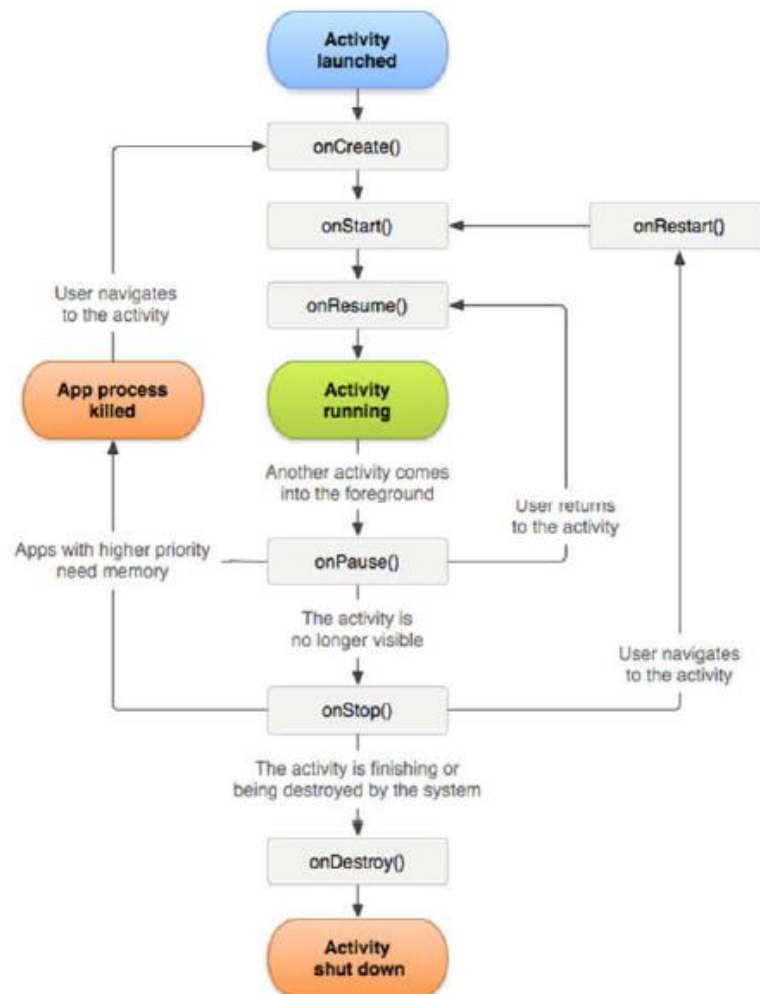 Activity
launched
onCreate()
onStart()
onRestart()
User navigates
to the activity
onResume()
App process
killed
Activity
running
Another activity comes
into the foreground
User returns
to the activity
Apps with higher priority
need memory
onPause()
The activity is
no longer visible
User navigates
to the activity
onStop()
The activity is finishing or
being destroyed by the system
onDestroy()
Activity
shut down